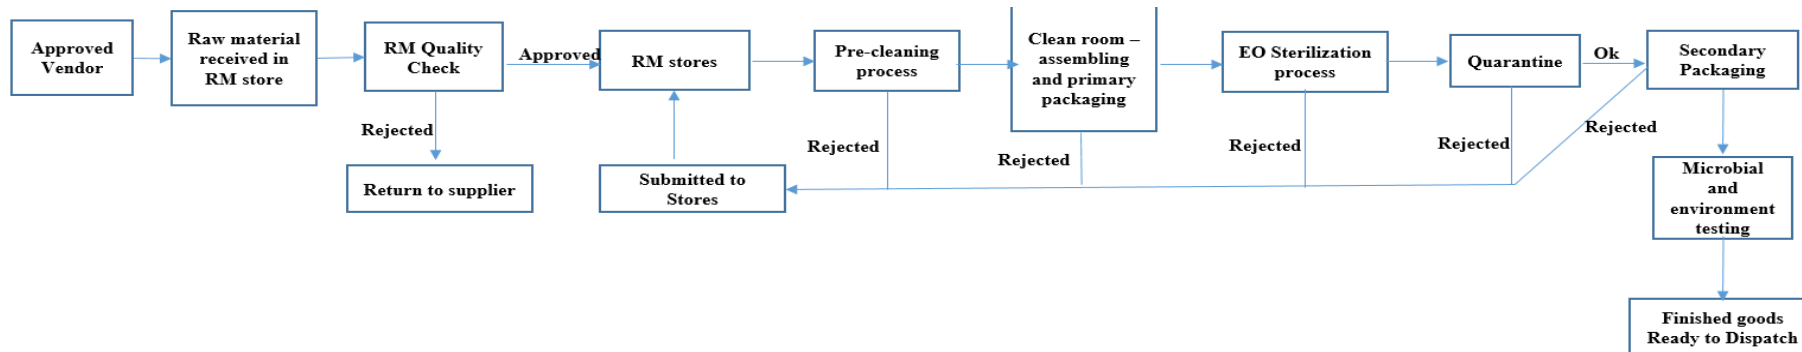 Approved
Vendor
Raw material
received in
RM store
RM Quality
Check
Approved
RM stores
Pre-cleaning
process
Clean room –
assembling
and primary
packaging
EO Sterilization
process
Quarantine
Ok
Secondary
Packaging
Rejected
Rejected
Rejected
Rejected
Rejected
Rejected
Return to supplier
Submitted to
Stores
Microbial
and
environment
testing
Finished goods
Ready to Dispatch